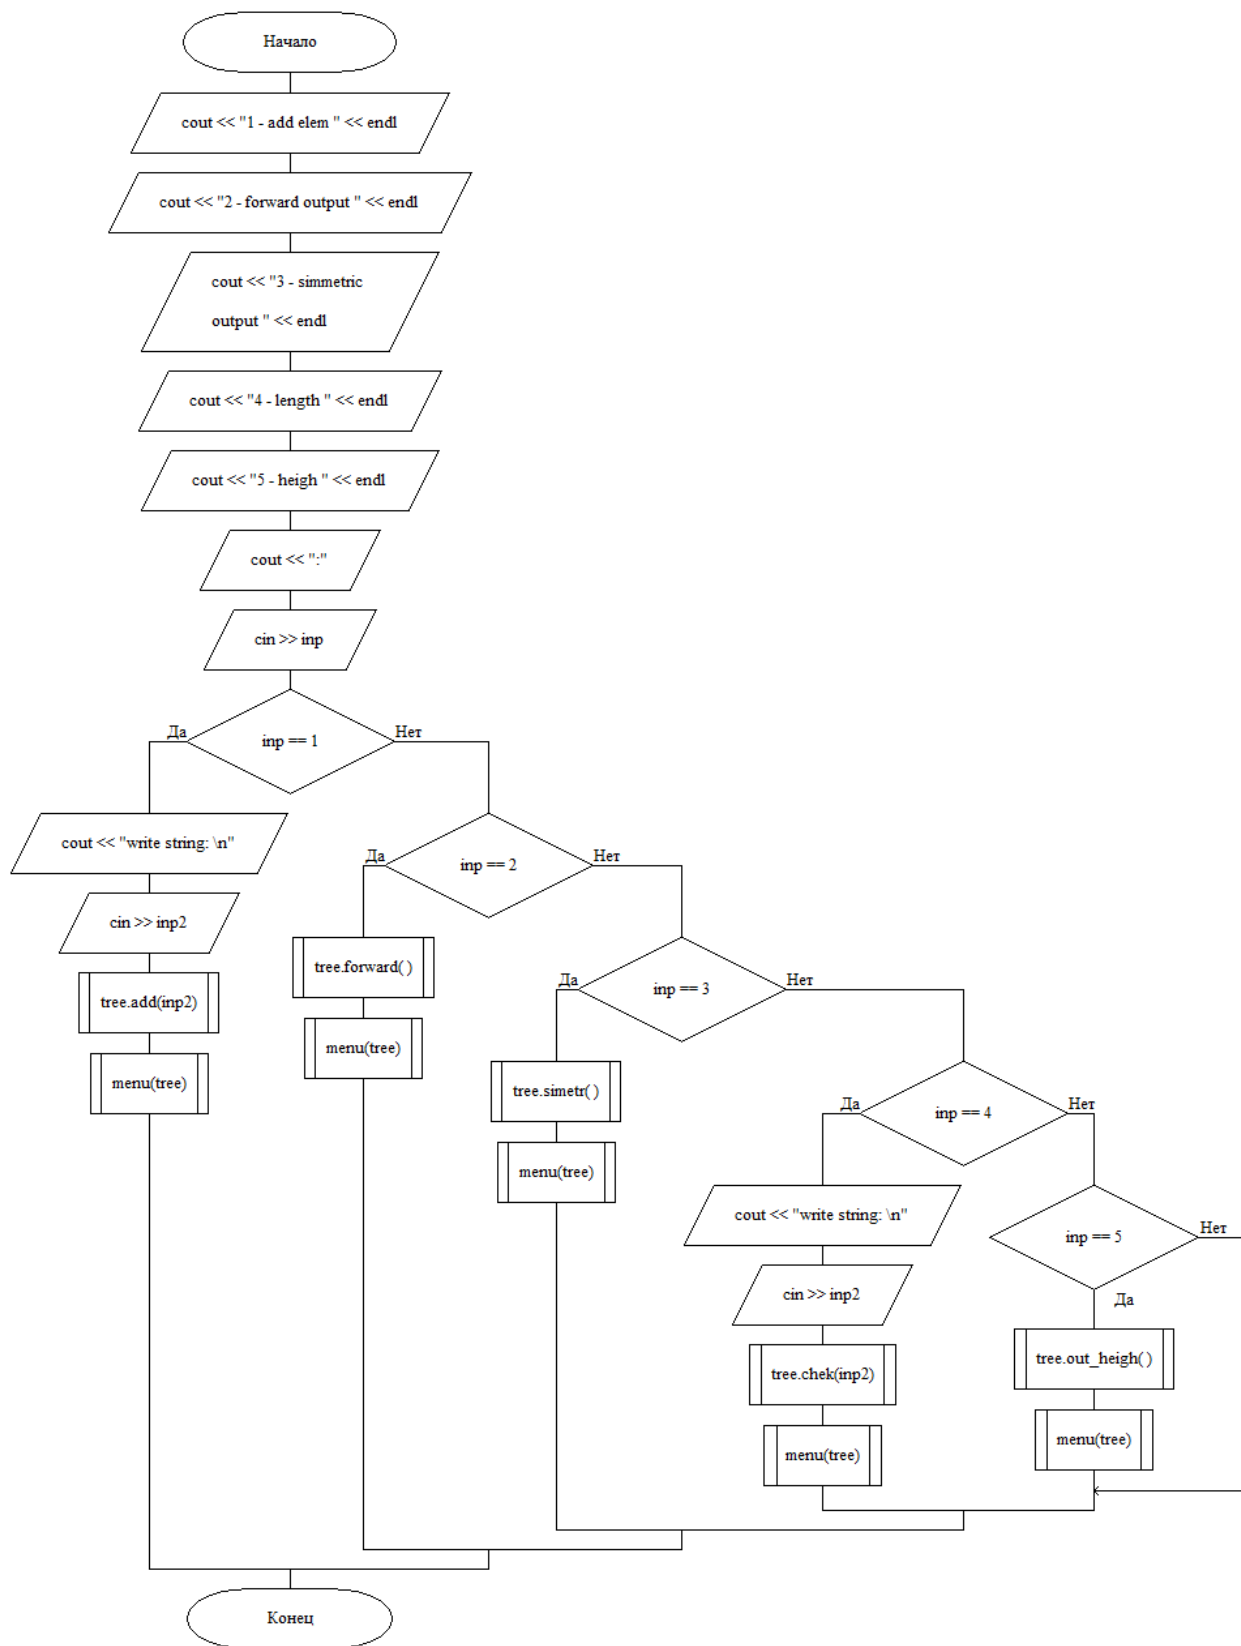 Начало
cout << "1 - add elem " << endl
cout << "2 - forward output " << endl
cout << "3 - simmetric
output " << endl
cout << "4 - length " << endl
cout << "5 - heigh " << endl
cout << ":"
cin >> inp
Да
inp == 1
Нет
cout << "write string: \n"
cin >> inp2
tree.add(inp2)
menu(tree)
Да
inp == 2
Нет
tree.forward( )
menu(tree)
Да
inp == 3
Нет
tree.simetr( )
menu(tree)
Да
inp == 4
Нет
cout << "write string: \n"
cin >> inp2
tree.chek(inp2)
menu(tree)
inp == 5
Нет
Да
tree.out_heigh( )
menu(tree)
Конец